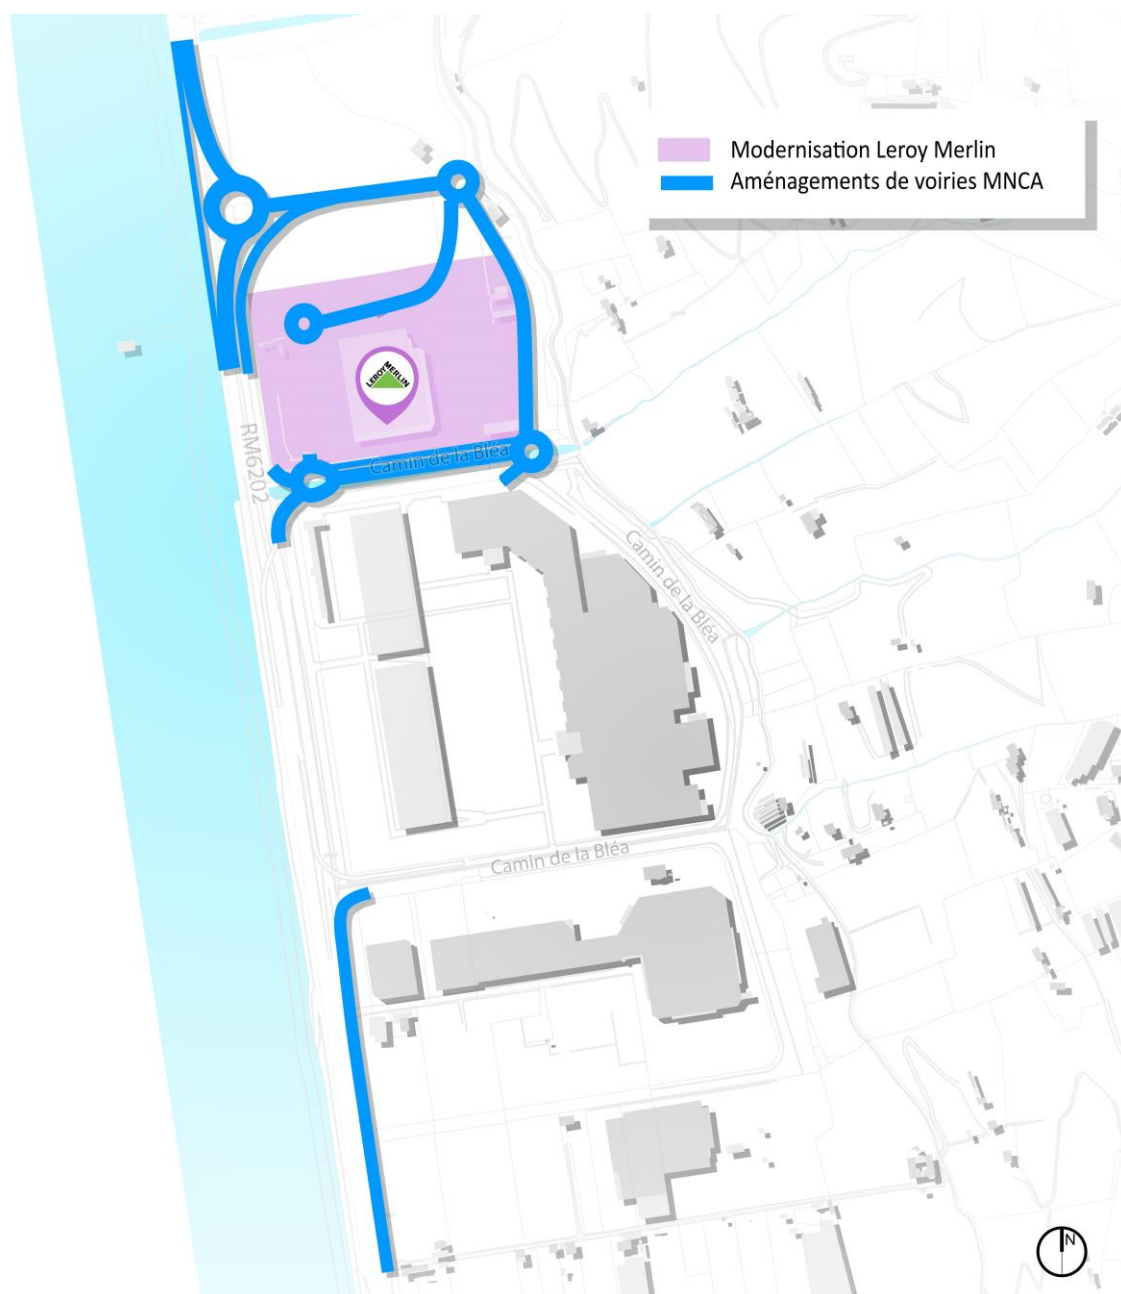 Modernisation Leroy Merlin
Aménagements de voiries MNCA
LEROY MERLIN
RM6202
Camin de la Bléa
Camin de la Bléa
Camin de la Bléa
N